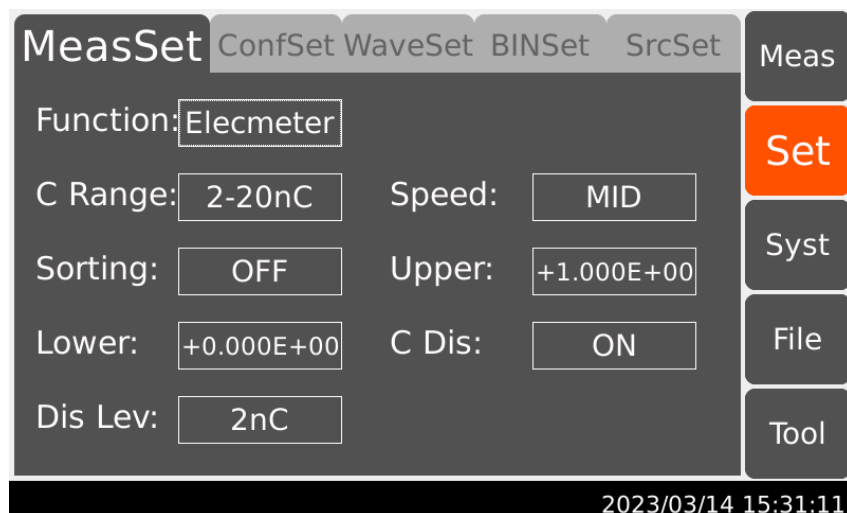 MeasSet ConfSet WaveSet BINSet SrcSet
Meas
Function: Elecmeter
Set
C Range: 2-20nC Speed: MID
Syst
Sorting: OFF Upper: +1.000E+00
Lower: +0.000E+00 C Dis: ON
File
Dis Lev: 2nC
Tool
2023/03/14 15:31:11